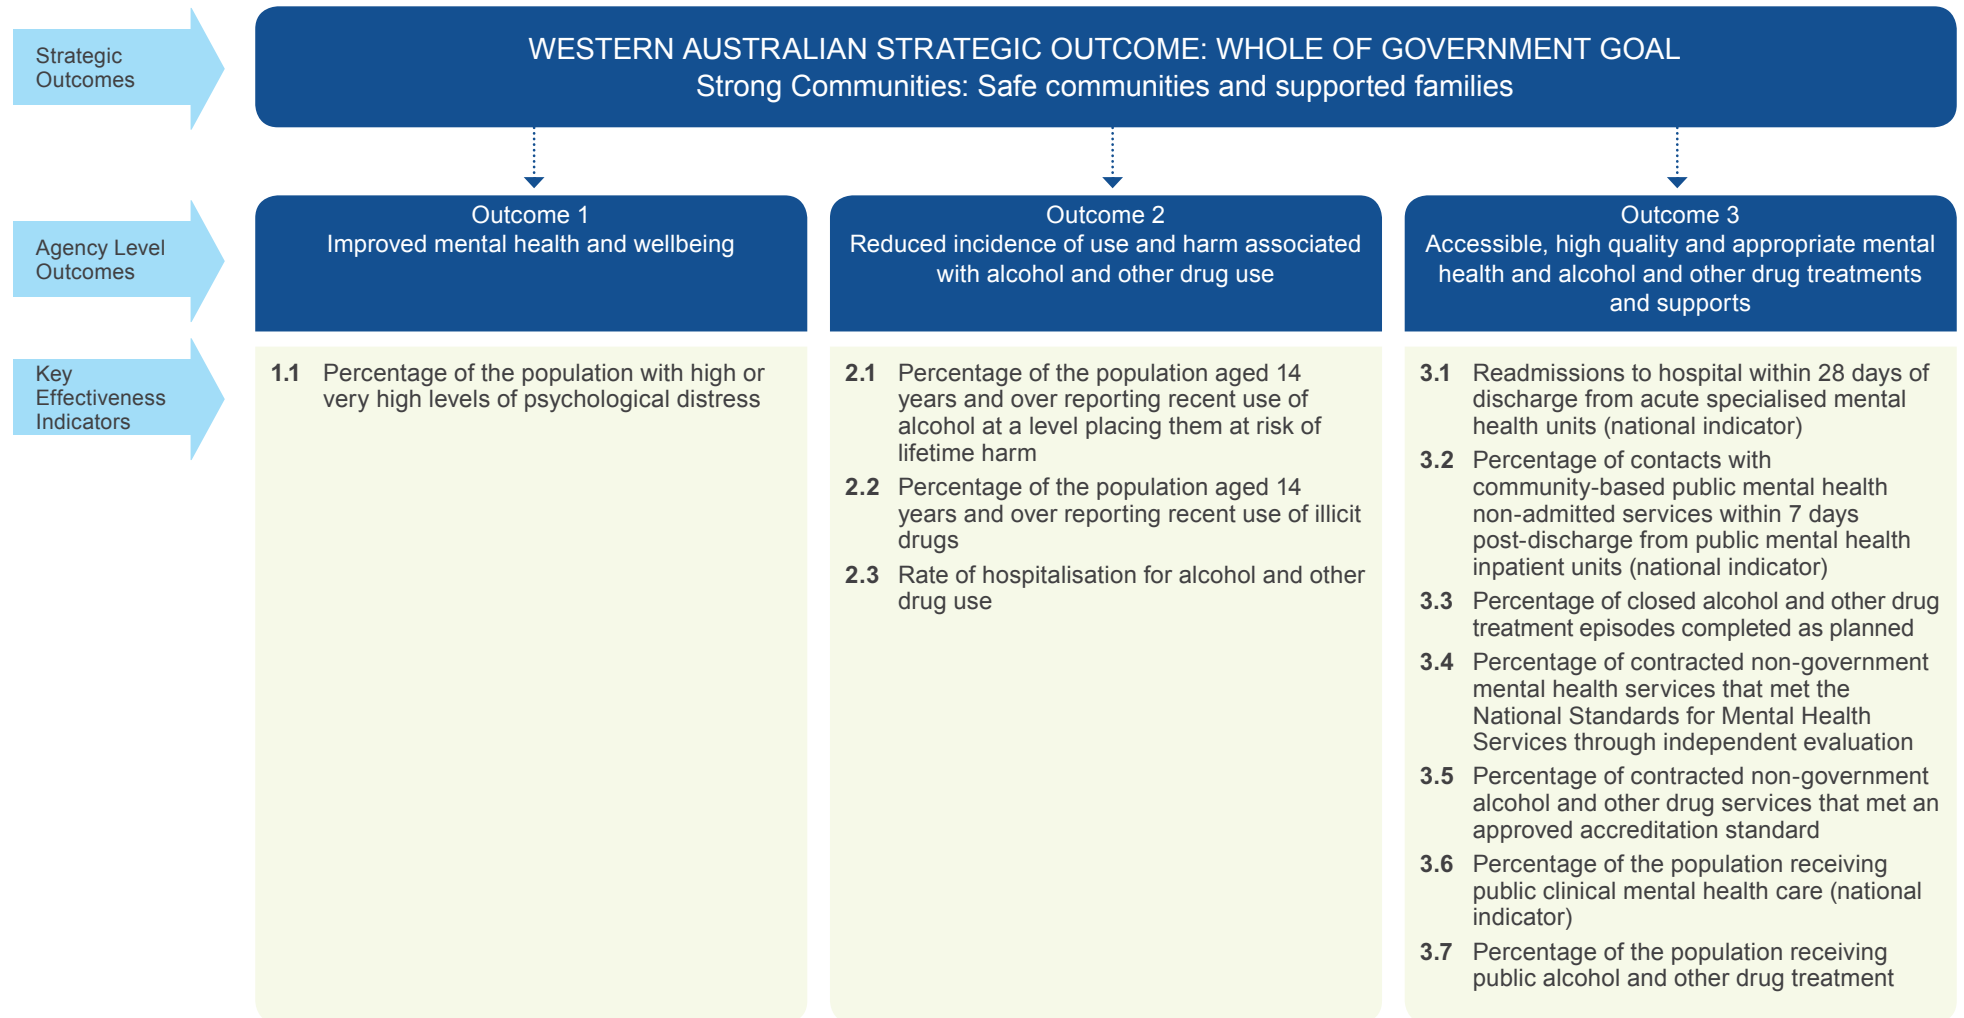 Strategic
Outcomes
WESTERN AUSTRALIAN STRATEGIC OUTCOME: WHOLE OF GOVERNMENT GOAL
Strong Communities: Safe communities and supported families
Agency Level
Outcomes
Outcome 1
Improved mental health and wellbeing
Outcome 2
Reduced incidence of use and harm associated
with alcohol and other drug use
Outcome 3
Accessible, high quality and appropriate mental
health and alcohol and other drug treatments
and supports
Key
Effectiveness
Indicators
1.1 Percentage of the population with high or
very high levels of psychological distress
2.1 Percentage of the population aged 14
years and over reporting recent use of
alcohol at a level placing them at risk of
lifetime harm
2.2 Percentage of the population aged 14
years and over reporting recent use of illicit
drugs
2.3 Rate of hospitalisation for alcohol and other
drug use
3.1 Readmissions to hospital within 28 days of
discharge from acute specialised mental
health units (national indicator)
3.2 Percentage of contacts with
community-based public mental health
non-admitted services within 7 days
post-discharge from public mental health
inpatient units (national indicator)
3.3 Percentage of closed alcohol and other drug
treatment episodes completed as planned
3.4 Percentage of contracted non-government
mental health services that met the
National Standards for Mental Health
Services through independent evaluation
3.5 Percentage of contracted non-government
alcohol and other drug services that met an
approved accreditation standard
3.6 Percentage of the population receiving
public clinical mental health care (national
indicator)
3.7 Percentage of the population receiving
public alcohol and other drug treatment